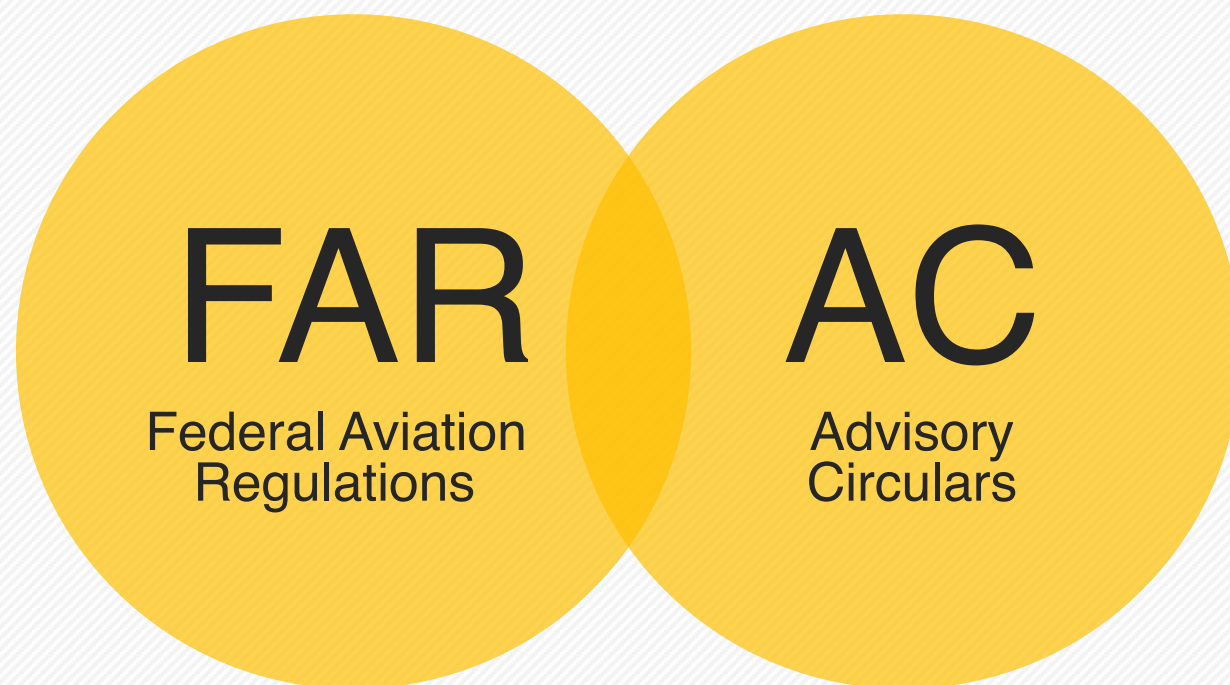 FAR
Federal Aviation
Regulations
AC
Advisory
Circulars